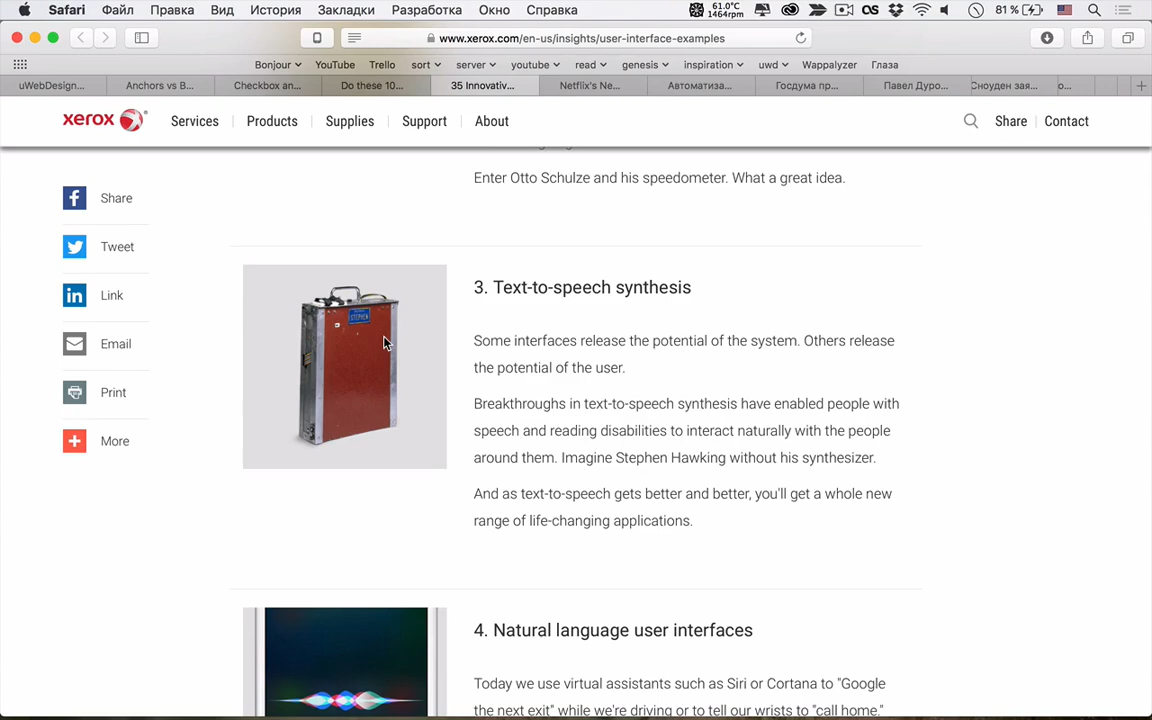 Safari Файл Правка Вид История Закладки Разработка Окно Справка 61.0°C 1464rpm 81 %
www.xerox.com/en-us/insights/user-interface-examples
Bonjour YouTube Trello sort server youtube read genesis inspiration uwd Wappalyzer Глаза
uWebDesign... Anchors vs B... Checkbox an... Do these 10... 35 Innovativ... Netflix's Ne... Автоматиза... Госдума пр... Павел Дуро... Сноуден зая...
xerox Services Products Supplies Support About Share Contact
Enter Otto Schulze and his speedometer. What a great idea.
Share
Tweet
Link
Email
Print
More
STEPHEN
3. Text-to-speech synthesis
Some interfaces release the potential of the system. Others release
the potential of the user.
Breakthroughs in text-to-speech synthesis have enabled people with
speech and reading disabilities to interact naturally with the people
around them. Imagine Stephen Hawking without his synthesizer.
And as text-to-speech gets better and better, you'll get a whole new
range of life-changing applications.
4. Natural language user interfaces
Today we use virtual assistants such as Siri or Cortana to "Google
the next exit" while we're driving or to tell our wrists to "call home."